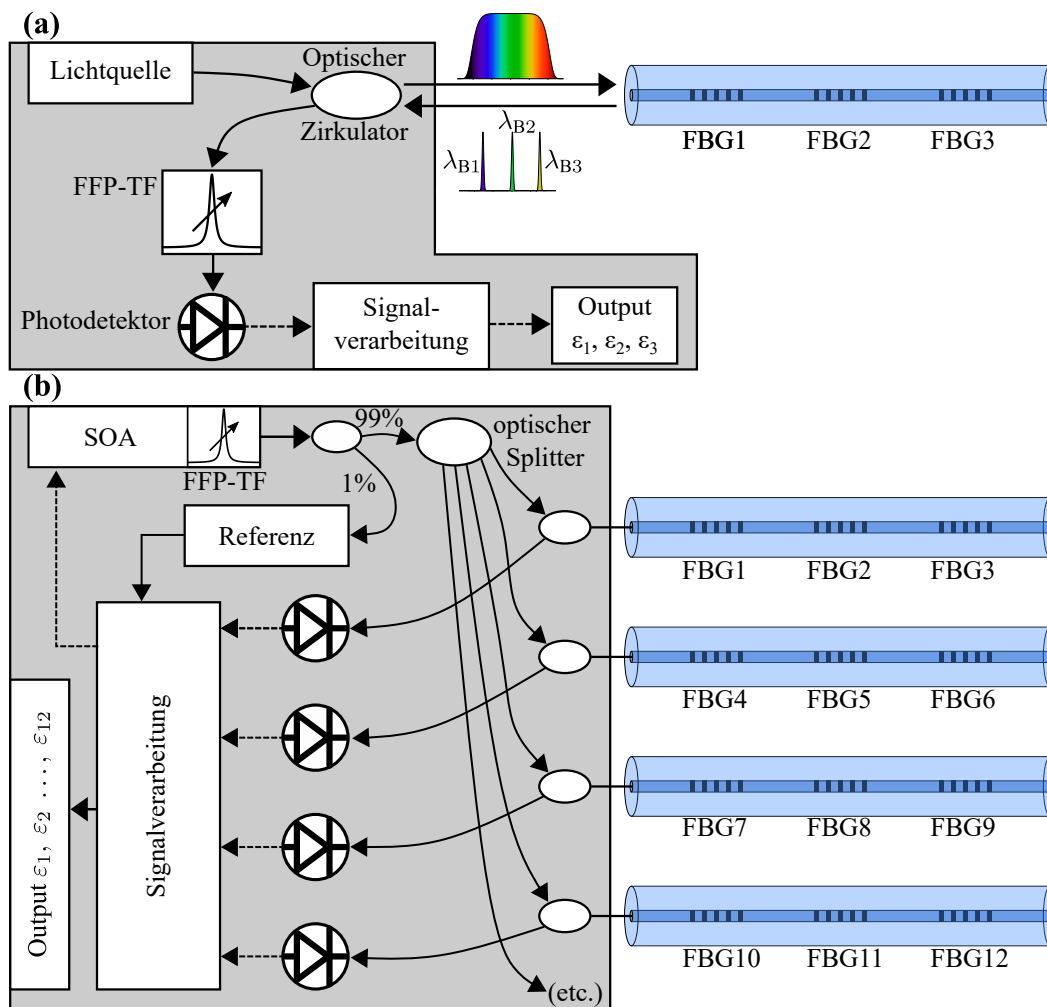 (a)
Lichtquelle
Optischer
Zirkulator
λB1
λB2
λB3
FBG1 FBG2 FBG3
FFP-TF
Photodetektor
Signal-
verarbeitung
Output
ε1, ε2, ε3
(b)
SOA
FFP-TF
99%
1%
optischer
Splitter
Referenz
Signalverarbeitung
Output ε1, ε2 ..., ε12
FBG1 FBG2 FBG3
FBG4 FBG5 FBG6
FBG7 FBG8 FBG9
FBG10 FBG11 FBG12
(etc.)